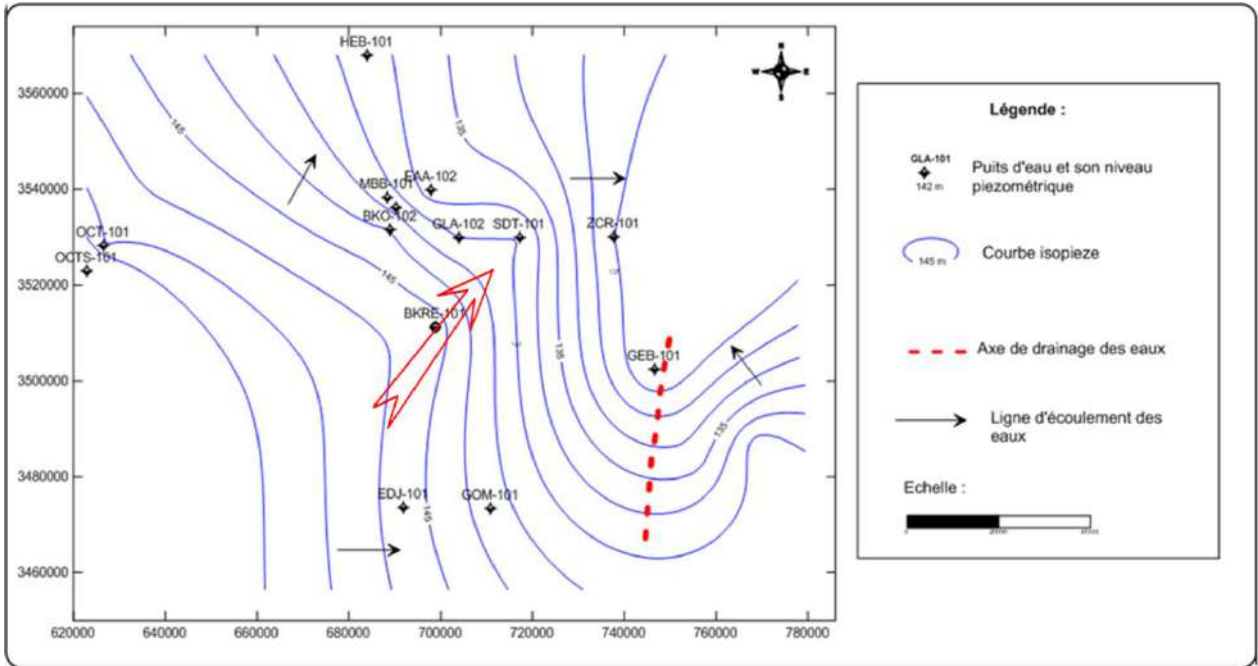 HEB-101
N
W E
S
3560000
135
145
3540000
EAA-102
MBB-101
BKO-102
GLA-102
SDT-101
ZCR-101
OCT-101
OCTS-101
3520000
145
BKRE-101
135
GEB-101
3500000
135
3480000
EDJ-101
GOM-101
145
3460000
620000 640000 660000 680000 700000 720000 740000 760000 780000
Légende :
GLA-101
142 m
Puits d'eau et son niveau
piezométrique
145 m
Courbe isopieze
Axe de drainage des eaux
Ligne d'écoulement des
eaux
Echelle :